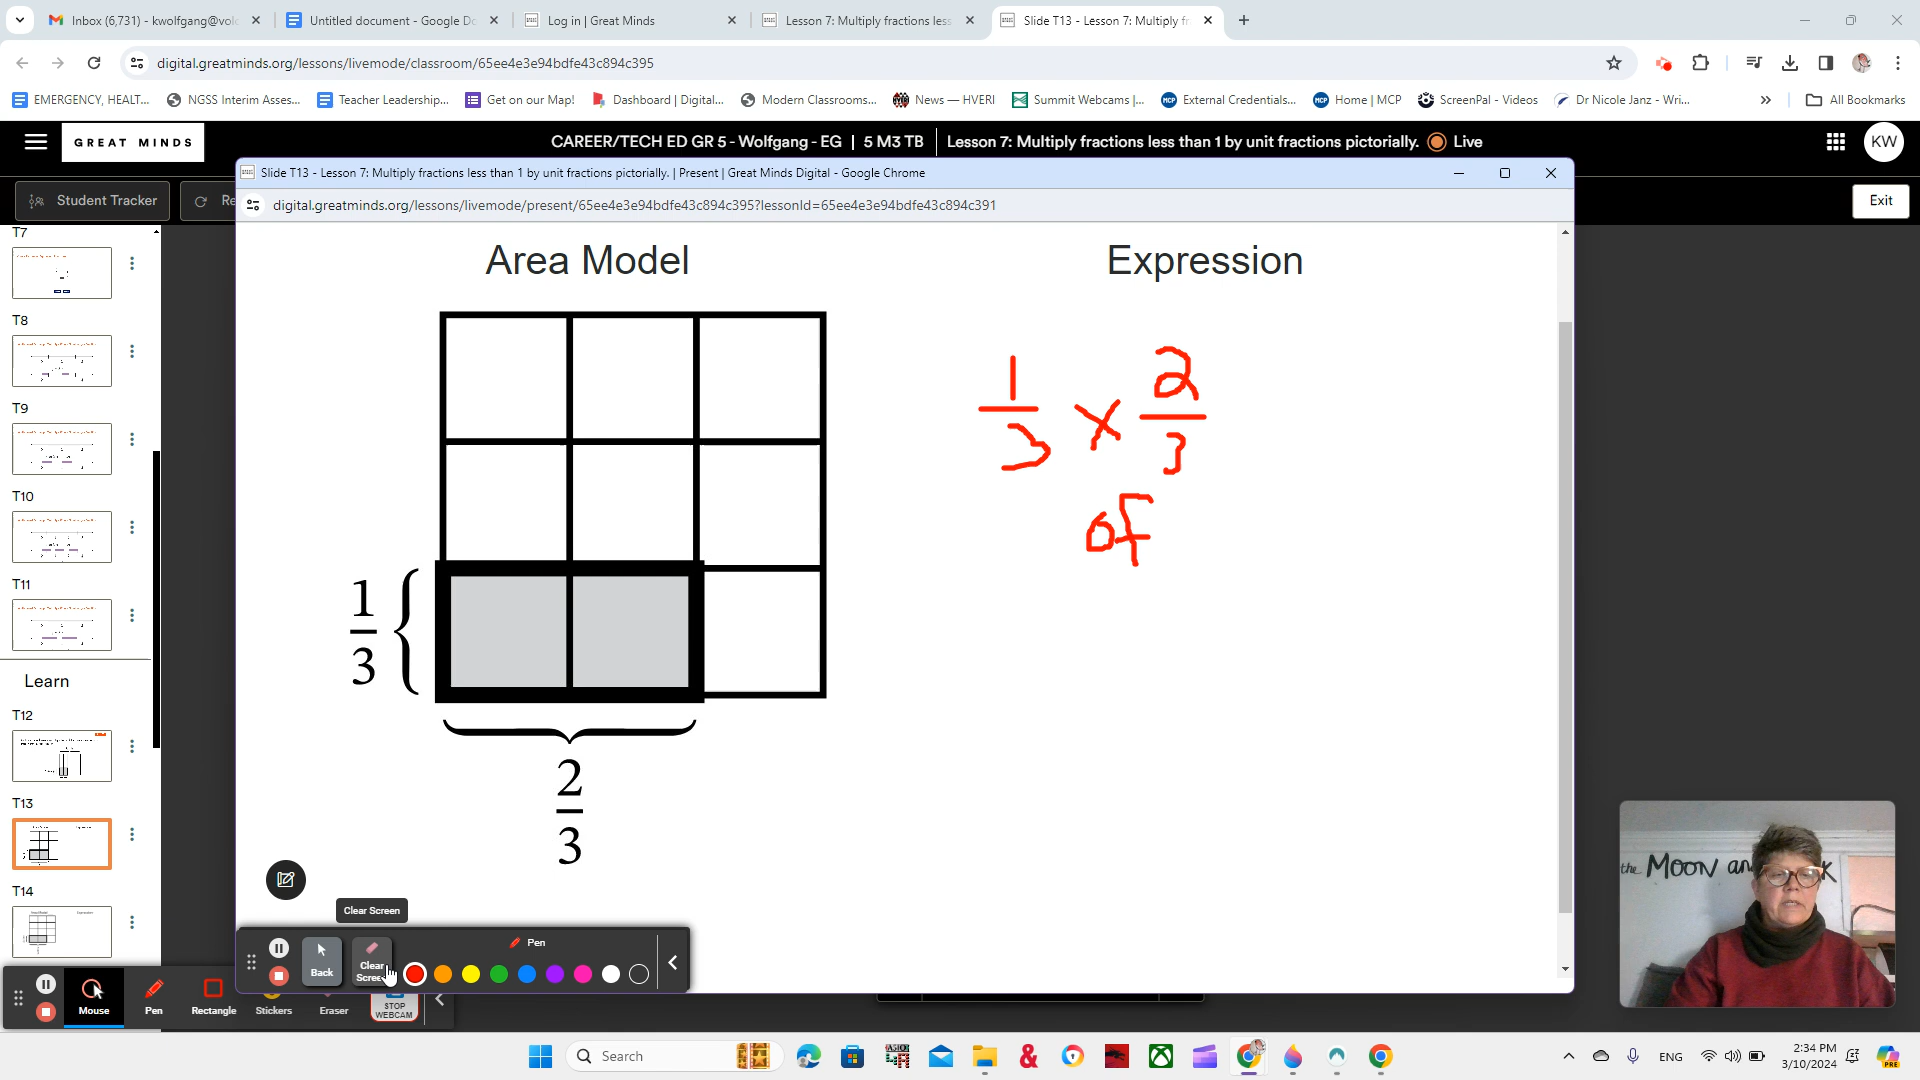 Inbox (6,731) - kwolfgang@volc
Untitled document - Google Do
Log in | Great Minds
Lesson 7: Multiply fractions less
Slide T13 - Lesson 7: Multiply fr
digital.greatminds.org/lessons/livemode/classroom/65ee4e3e94bdfe43c894c395
EMERGENCY, HEALT...
NGSS Interim Asses...
Teacher Leadership...
Get on our Map!
Dashboard | Digital...
Modern Classrooms...
News — HVERI
Summit Webcams |...
External Credentials...
Home | MCP
ScreenPal - Videos
Dr Nicole Janz - Wri...
All Bookmarks
GREAT MINDS
CAREER/TECH ED GR 5 - Wolfgang - EG | 5 M3 TB
Lesson 7: Multiply fractions less than 1 by unit fractions pictorially.
Live
KW
Slide T13 - Lesson 7: Multiply fractions less than 1 by unit fractions pictorially. | Present | Great Minds Digital - Google Chrome
Student Tracker
Re
digital.greatminds.org/lessons/livemode/present/65ee4e3e94bdfe43c894c395?lessonId=65ee4e3e94bdfe43c894c391
Exit
T7
T8
T9
T10
T11
Learn
T12
T13
T14
Area Model
Expression
1/3 × 2/3
of
1/3
2/3
the MOON and
K
Clear Screen
Back
Clear Screen
Pen
Mouse
Pen
Rectangle
Stickers
Eraser
STOP WEBCAM
Search
ENG
2:34 PM
3/10/2024